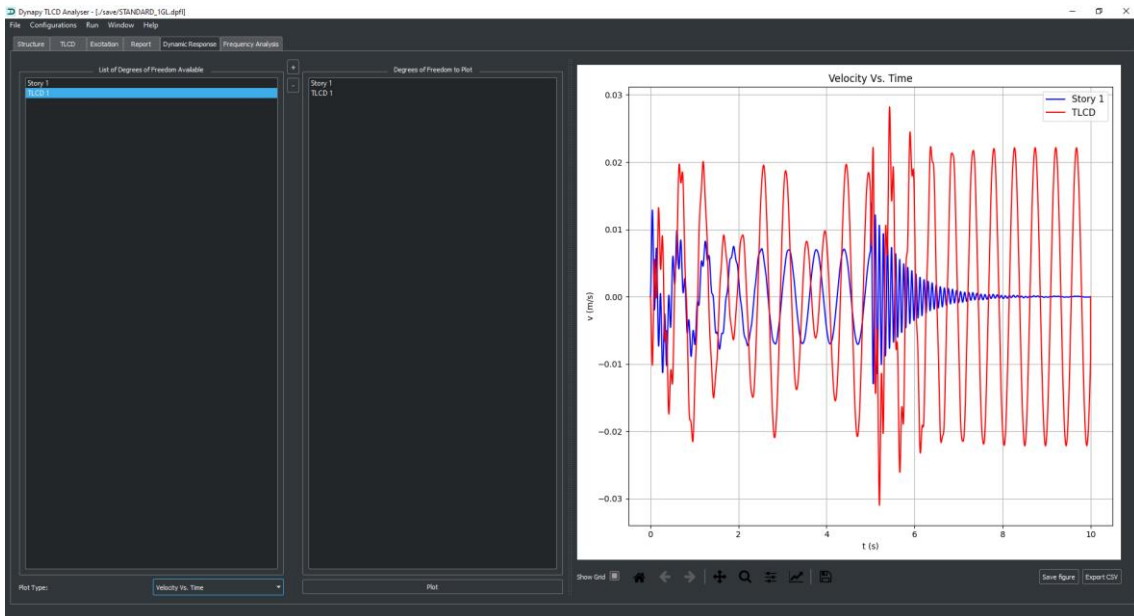 Dynapy TLCD Analyser - [./save/STANDARD_1GL.dpfl]
File Configurations Run Window Help
Structure TLCD Excitation Report Dynamic Response Frequency Analysis
List of Degrees of Freedom Available
Story 1
TLCD 1
+
-
Degrees of Freedom to Plot
Story 1
TLCD 1
Plot Type: Velocity Vs. Time
Plot
Velocity Vs. Time
Story 1
TLCD
0.03
0.02
0.01
0.00
−0.01
−0.02
−0.03
v (m/s)
0 2 4 6 8 10
t (s)
Show Grid
Save figure Export CSV